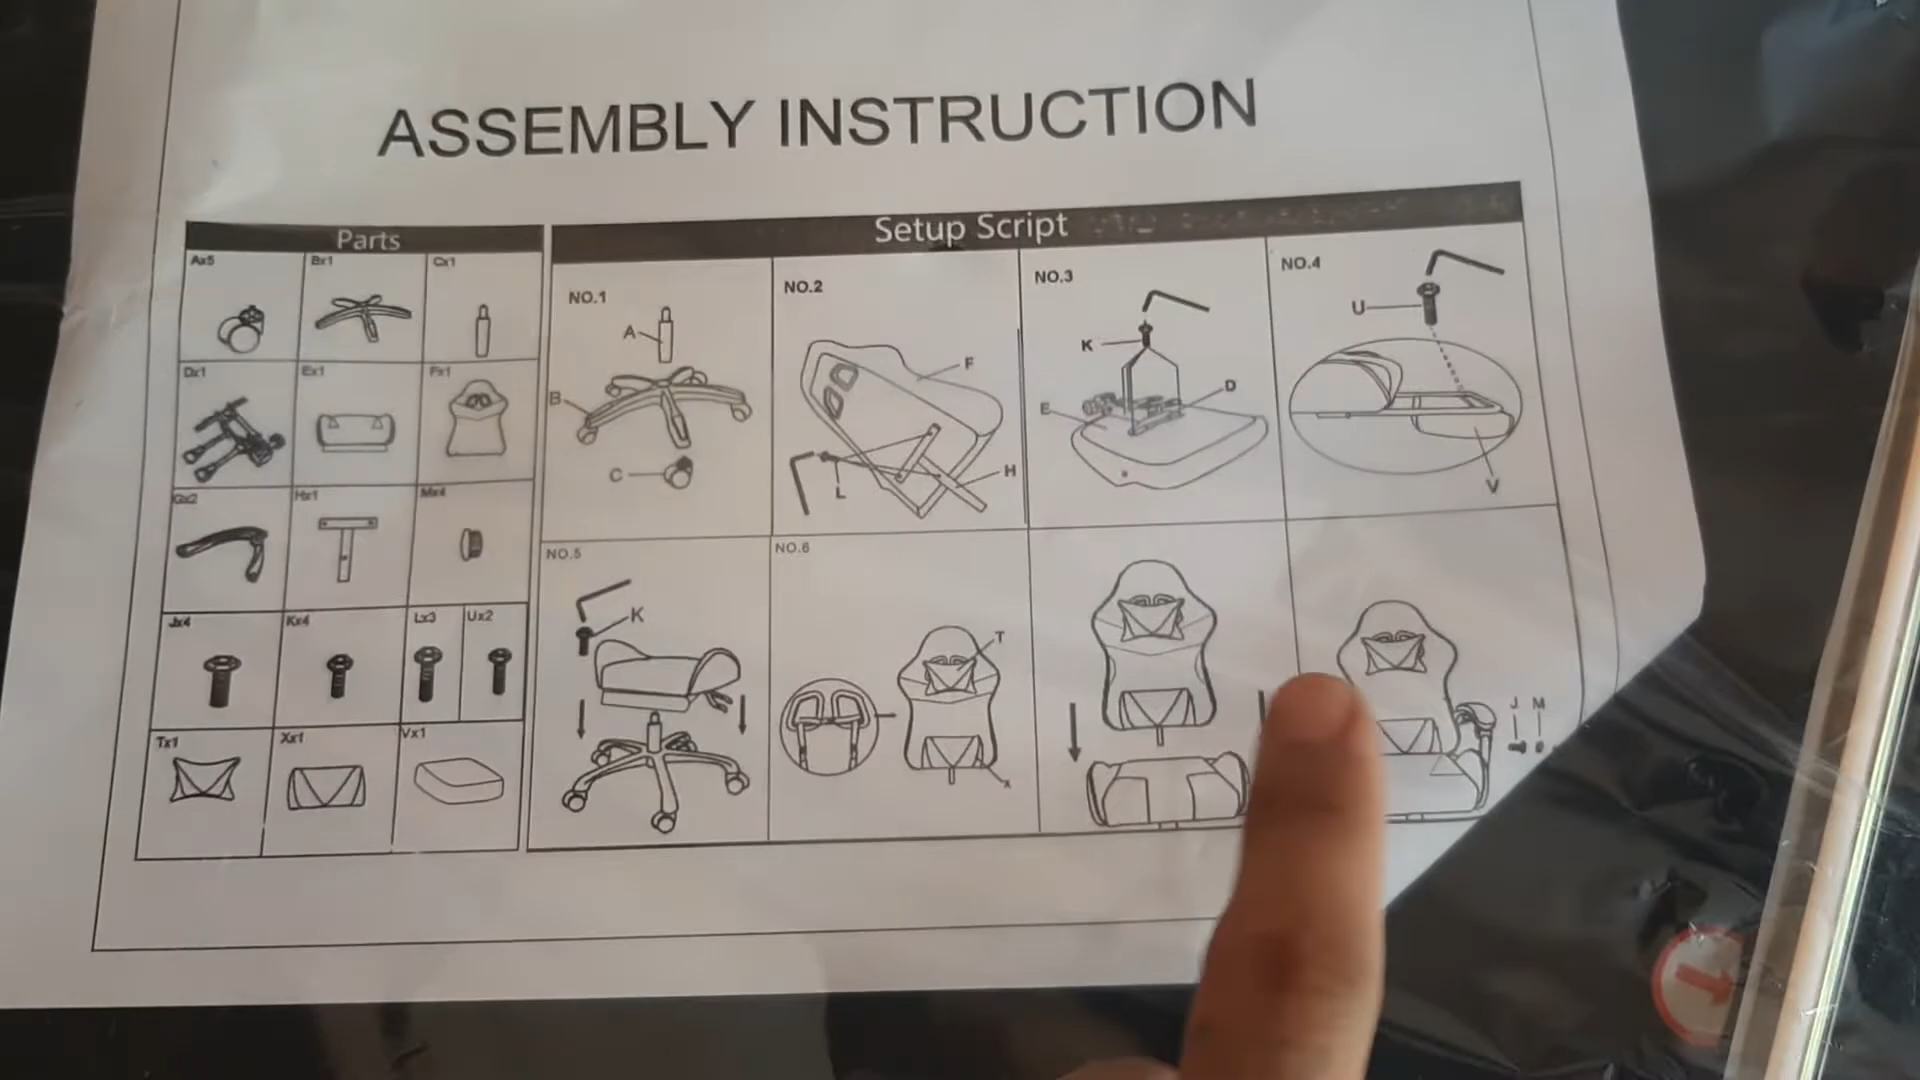 ASSEMBLY INSTRUCTION
Parts
Ax5 Bx1 Cx1
Dx1 Ex1 Fx1
Gx2 Hx1 Mx4
Jx4 Kx4 Lx3 Ux2
Tx1 Xx1 Vx1
Setup Script
NO.1
A
B
C
NO.2
F
H
L
NO.3
K
D
E
NO.4
U
V
NO.5
K
NO.6
T
X
J M